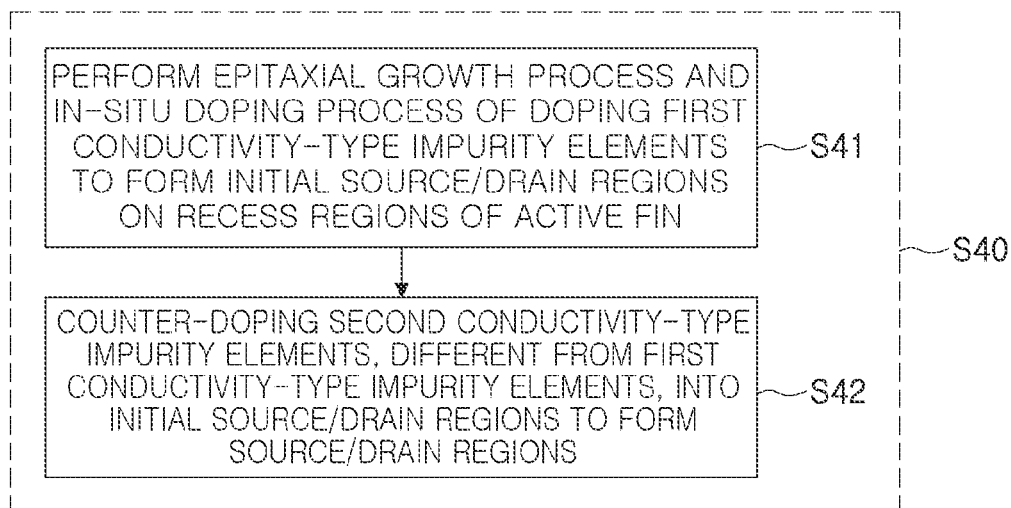 PERFORM EPITAXIAL GROWTH PROCESS AND
IN-SITU DOPING PROCESS OF DOPING FIRST
CONDUCTIVITY-TYPE IMPURITY ELEMENTS
TO FORM INITIAL SOURCE/DRAIN REGIONS
ON RECESS REGIONS OF ACTIVE FIN
S41
S40
COUNTER-DOPING SECOND CONDUCTIVITY-TYPE
IMPURITY ELEMENTS, DIFFERENT FROM FIRST
CONDUCTIVITY-TYPE IMPURITY ELEMENTS, INTO
INITIAL SOURCE/DRAIN REGIONS TO FORM
SOURCE/DRAIN REGIONS
S42